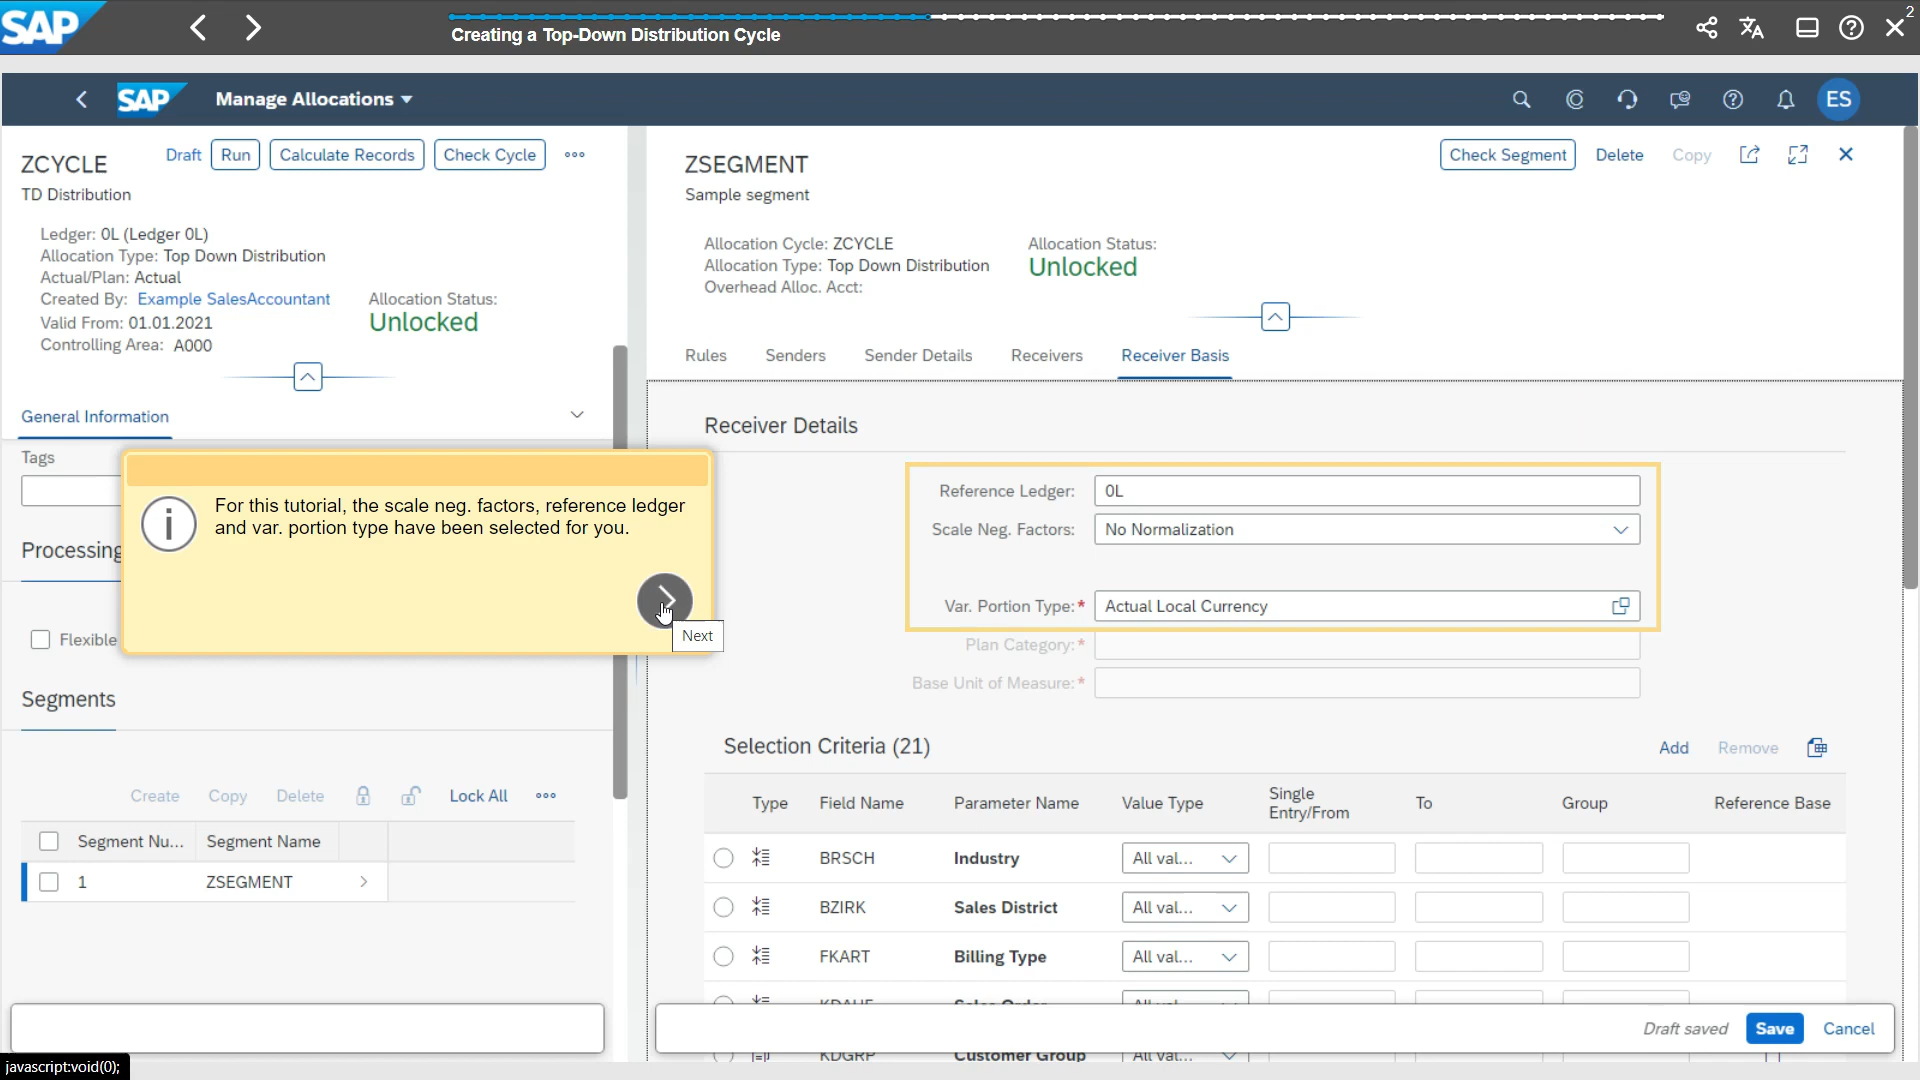 SAP
Creating a Top-Down Distribution Cycle
2
SAP
Manage Allocations
ES
ZCYCLE
Draft
Run
Calculate Records
Check Cycle
TD Distribution
Ledger: 0L (Ledger 0L)
Allocation Type: Top Down Distribution
Actual/Plan: Actual
Created By: Example SalesAccountant
Valid From: 01.01.2021
Controlling Area: A000
Allocation Status:
Unlocked
General Information
Tags
For this tutorial, the scale neg. factors, reference ledger
and var. portion type have been selected for you.
Next
Processing
Flexible
Segments
Create Copy Delete Lock All
Segment Nu... Segment Name
1 ZSEGMENT
ZSEGMENT
Check Segment
Delete
Copy
Sample segment
Allocation Cycle: ZCYCLE
Allocation Type: Top Down Distribution
Overhead Alloc. Acct:
Allocation Status:
Unlocked
Rules Senders Sender Details Receivers Receiver Basis
Receiver Details
Reference Ledger: 0L
Scale Neg. Factors: No Normalization
Var. Portion Type:* Actual Local Currency
Plan Category:*
Base Unit of Measure:*
Selection Criteria (21)
Add Remove
Type Field Name Parameter Name Value Type Single Entry/From To Group Reference Base
BRSCH Industry All val...
BZIRK Sales District All val...
FKART Billing Type All val...
KDAUF Sales Order All val...
KDGRP Customer Group All val...
Draft saved Save Cancel
javascript:void(0);